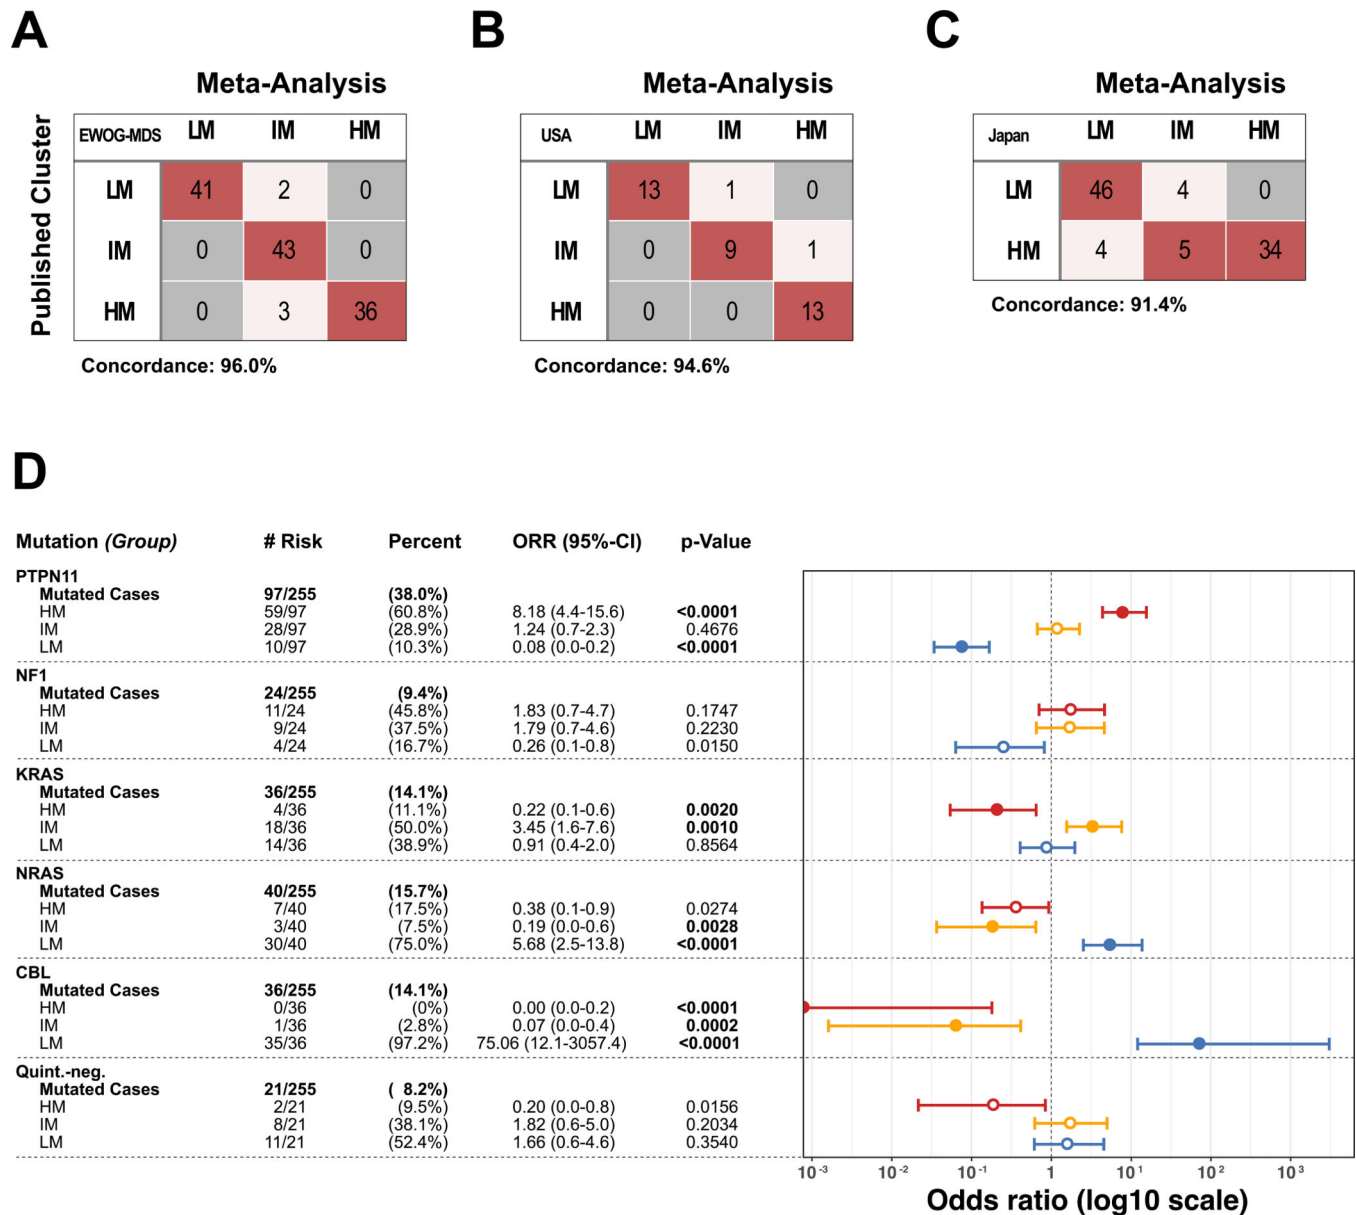 A
B
C
Meta-Analysis
Meta-Analysis
Meta-Analysis
Published Cluster
EWOG-MDS LM IM HM
LM 41 2 0
IM 0 43 0
HM 0 3 36
Concordance: 96.0%
USA LM IM HM
LM 13 1 0
IM 0 9 1
HM 0 0 13
Concordance: 94.6%
Japan LM IM HM
LM 46 4 0
HM 4 5 34
Concordance: 91.4%
D
Mutation (Group) # Risk Percent ORR (95%-CI) p-Value
PTPN11
Mutated Cases 97/255 (38.0%)
HM 59/97 (60.8%) 8.18 (4.4-15.6) <0.0001
IM 28/97 (28.9%) 1.24 (0.7-2.3) 0.4676
LM 10/97 (10.3%) 0.08 (0.0-0.2) <0.0001
NF1
Mutated Cases 24/255 (9.4%)
HM 11/24 (45.8%) 1.83 (0.7-4.7) 0.1747
IM 9/24 (37.5%) 1.79 (0.7-4.6) 0.2230
LM 4/24 (16.7%) 0.26 (0.1-0.8) 0.0150
KRAS
Mutated Cases 36/255 (14.1%)
HM 4/36 (11.1%) 0.22 (0.1-0.6) 0.0020
IM 18/36 (50.0%) 3.45 (1.6-7.6) 0.0010
LM 14/36 (38.9%) 0.91 (0.4-2.0) 0.8564
NRAS
Mutated Cases 40/255 (15.7%)
HM 7/40 (17.5%) 0.38 (0.1-0.9) 0.0274
IM 3/40 (7.5%) 0.19 (0.0-0.6) 0.0028
LM 30/40 (75.0%) 5.68 (2.5-13.8) <0.0001
CBL
Mutated Cases 36/255 (14.1%)
HM 0/36 (0%) 0.00 (0.0-0.2) <0.0001
IM 1/36 (2.8%) 0.07 (0.0-0.4) 0.0002
LM 35/36 (97.2%) 75.06 (12.1-3057.4) <0.0001
Quint.-neg.
Mutated Cases 21/255 ( 8.2%)
HM 2/21 (9.5%) 0.20 (0.0-0.8) 0.0156
IM 8/21 (38.1%) 1.82 (0.6-5.0) 0.2034
LM 11/21 (52.4%) 1.66 (0.6-4.6) 0.3540
10⁻³ 10⁻² 10⁻¹ 1 10¹ 10² 10³
Odds ratio (log10 scale)